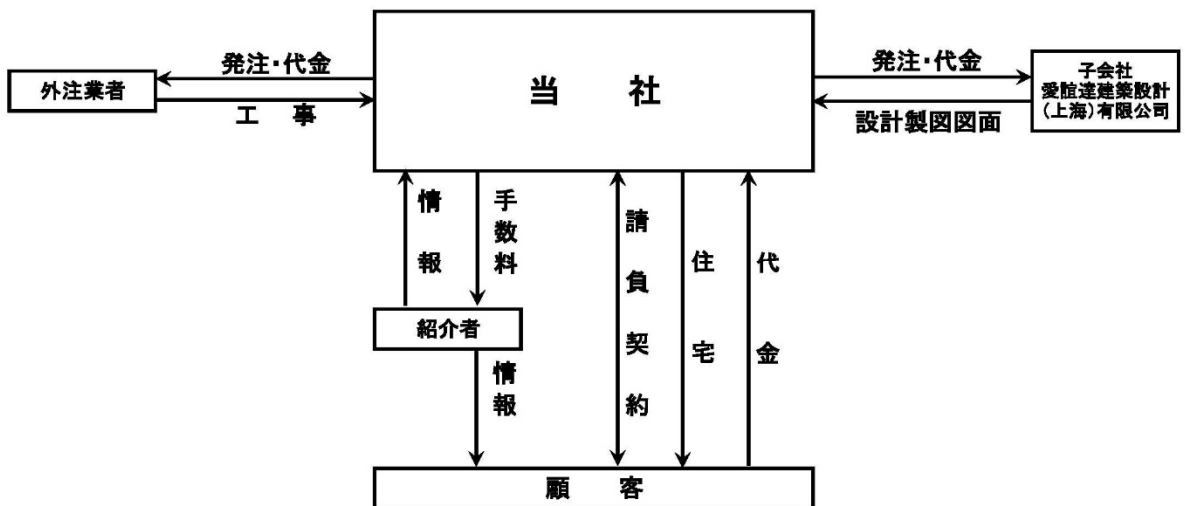 発注・代金
外注業者
工　事
当　社
発注・代金
子会社
愛誼達建築設計
(上海)有限公司
設計製図図面
情報
手数料
請負契約
住宅
代金
紹介者
情報
顧　客